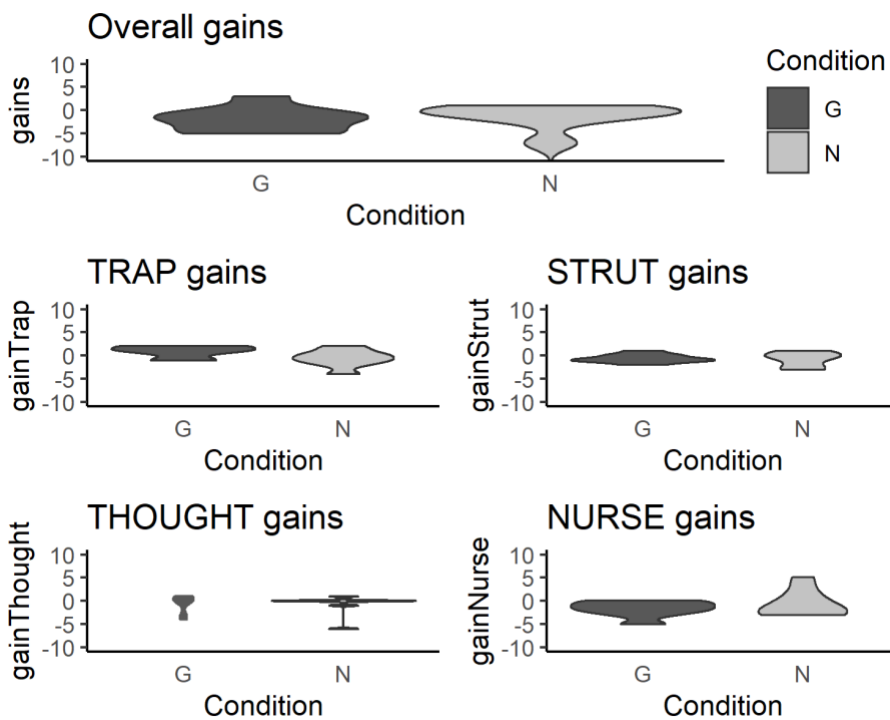 Overall gains
gains
10
5
0
-5
-10
G
N
Condition
Condition
G
N
TRAP gains
gainTrap
10
5
0
-5
-10
G
N
Condition
STRUT gains
gainStrut
10
5
0
-5
-10
G
N
Condition
THOUGHT gains
gainThought
10
5
0
-5
-10
G
N
Condition
NURSE gains
gainNurse
10
5
0
-5
-10
G
N
Condition